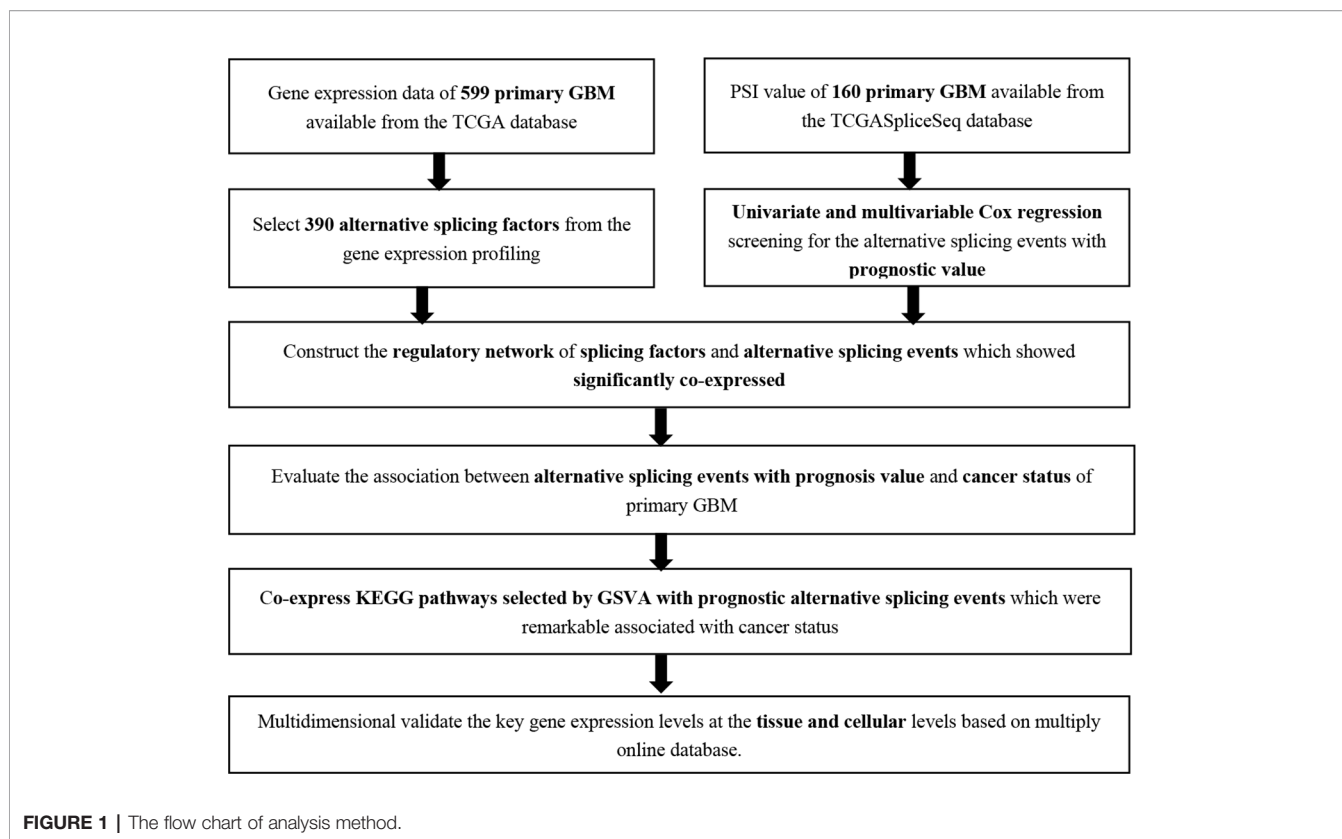 Gene expression data of 599 primary GBM
available from the TCGA database
PSI value of 160 primary GBM available from
the TCGASpliceSeq database
Select 390 alternative splicing factors from the
gene expression profiling
Univariate and multivariable Cox regression
screening for the alternative splicing events with
prognostic value
Construct the regulatory network of splicing factors and alternative splicing events which showed
significantly co-expressed
Evaluate the association between alternative splicing events with prognosis value and cancer status of
primary GBM
Co-express KEGG pathways selected by GSVA with prognostic alternative splicing events which were
remarkable associated with cancer status
Multidimensional validate the key gene expression levels at the tissue and cellular levels based on multiply
online database.
FIGURE 1 | The flow chart of analysis method.